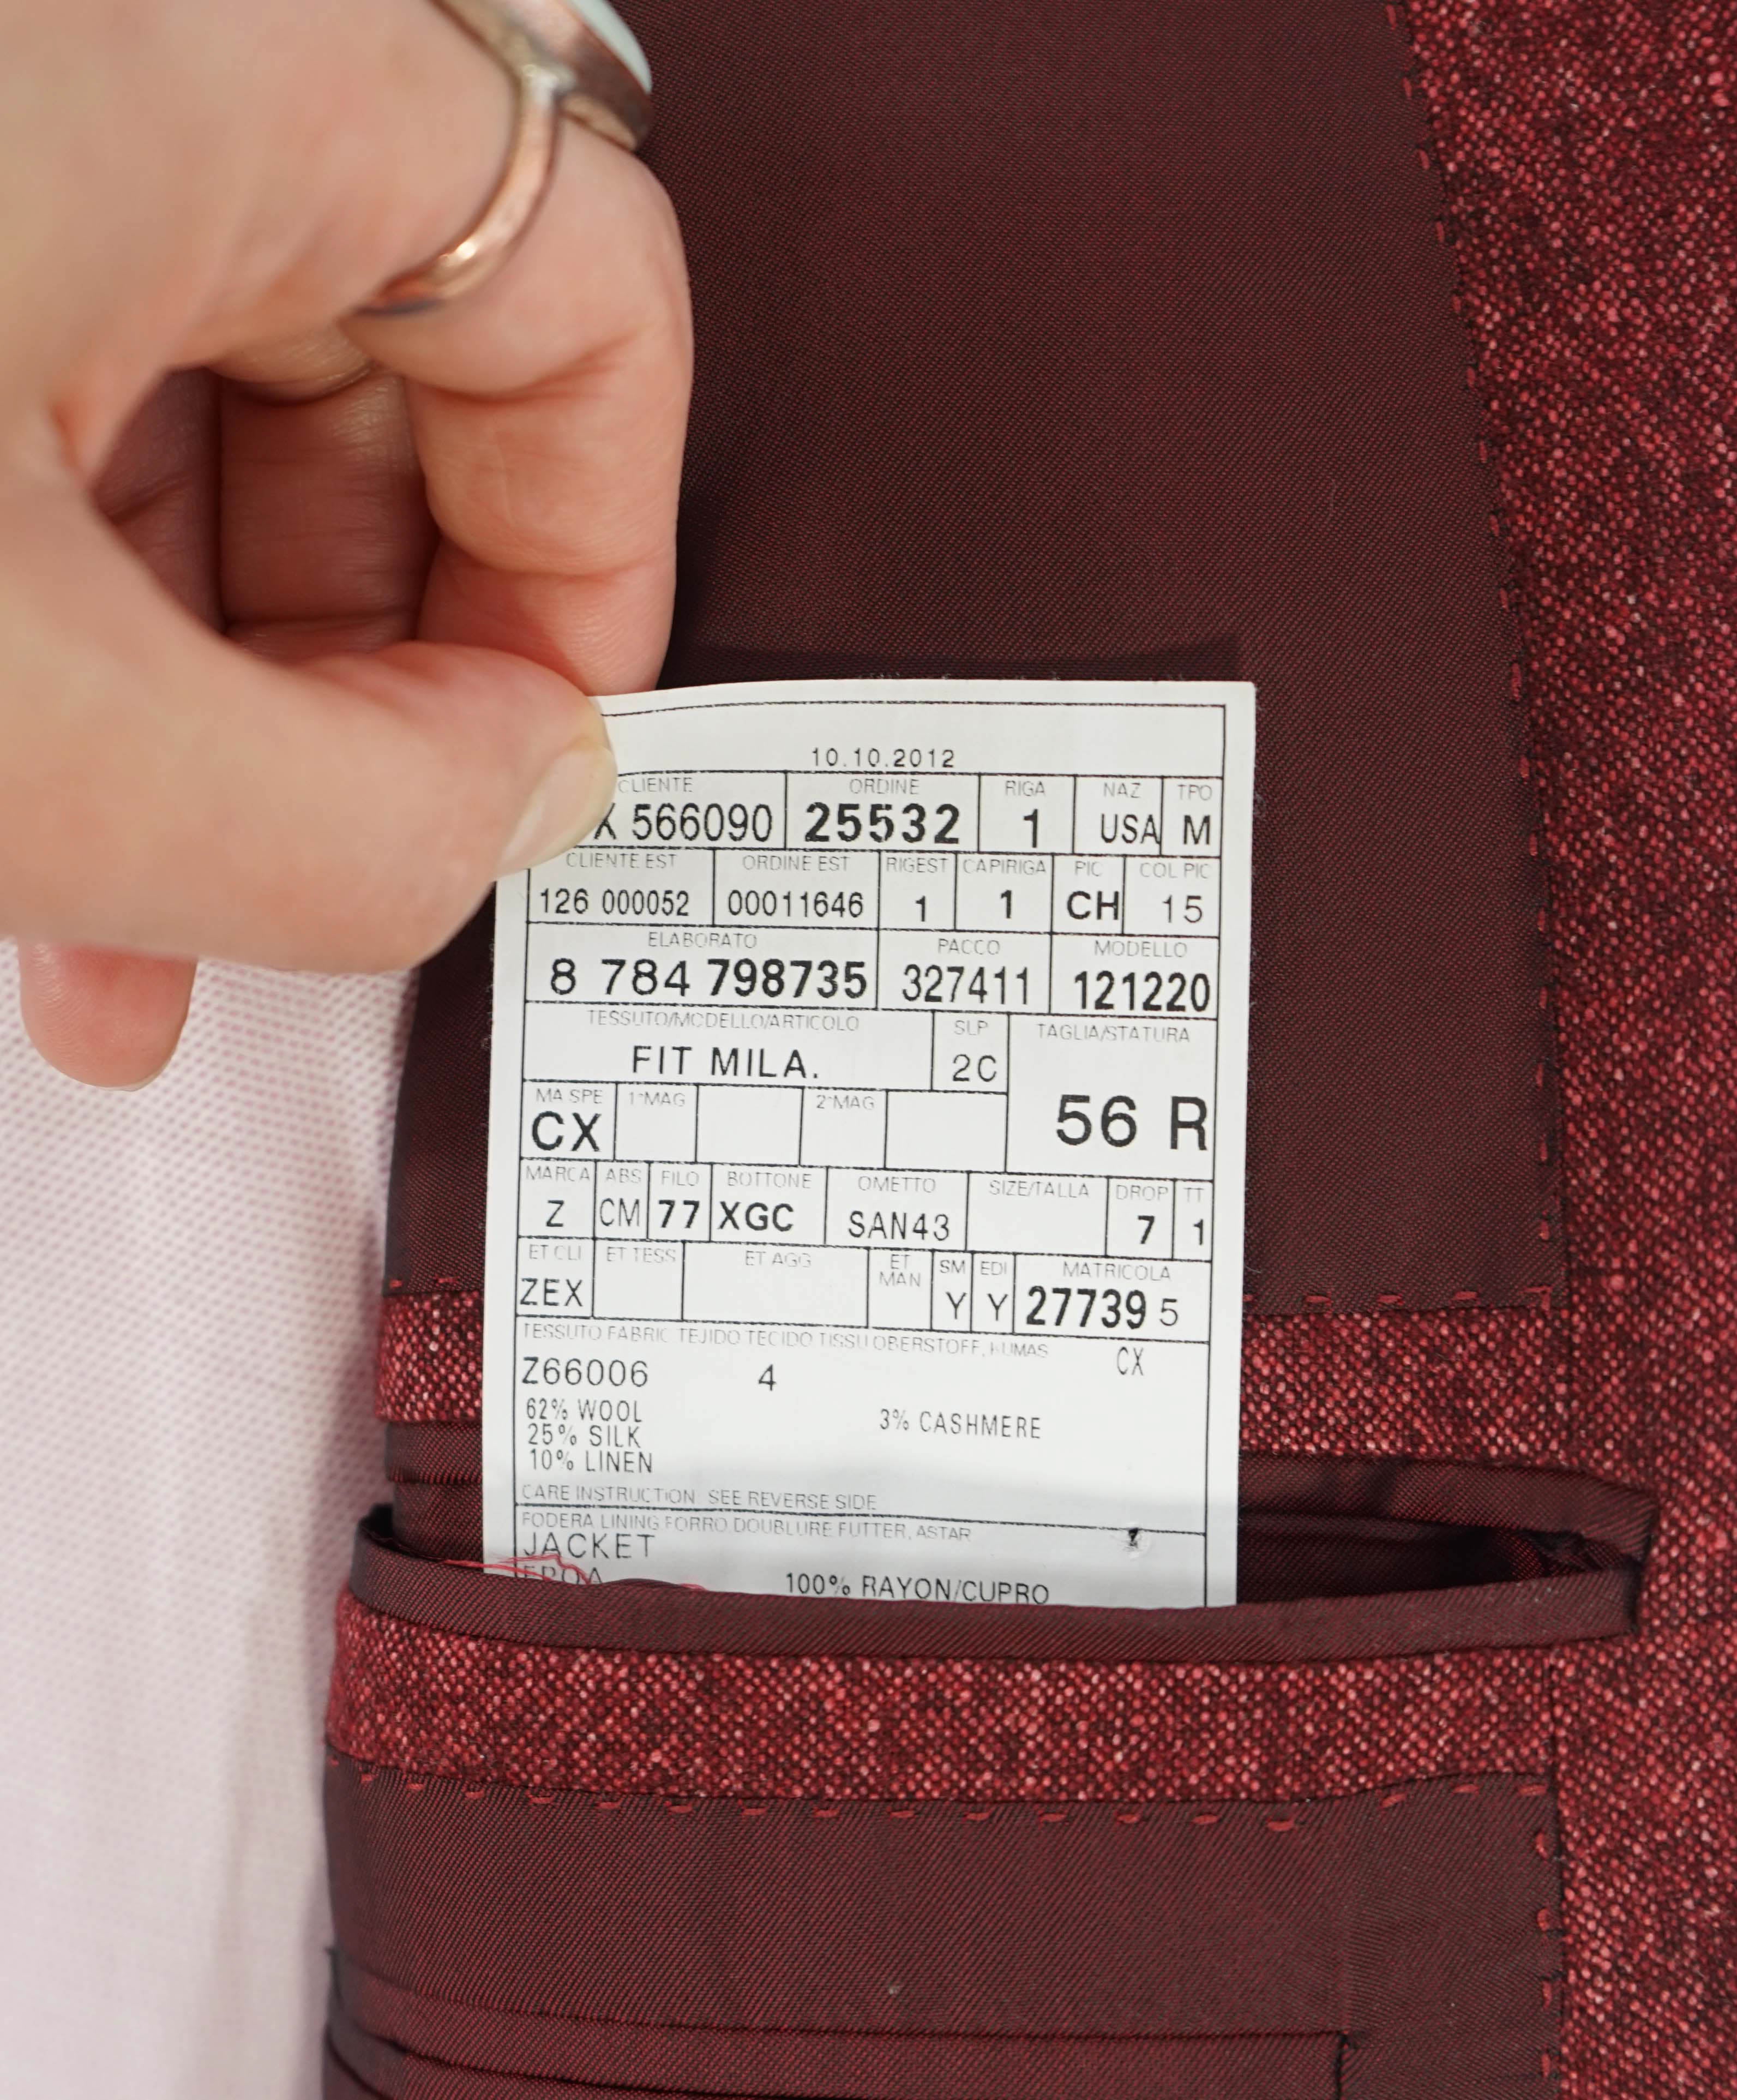 10.10.2012
CLIENTE ORDINE RIGA NAZ TPO
X 566090 25532 1 USA M
CLIENTE EST ORDINE EST RIGEST CAPIRIGA PIC COL PIC
126 000052 00011646 1 1 CH 15
ELABORATO PACCO MODELLO
8 784 798735 327411 121220
TESSUTO/MODELLO/ARTICOLO SLP TAGLIA/STATURA
FIT MILA. 2C
56 R
MA SPE 1°MAG 2°MAG
CX
MARCA ABS FILO BOTTONE OMETTO SIZE/TALLA DROP TT
Z CM 77 XGC SAN43 7 1
ET CLI ET TESS ET AGG ET MAN SM EDI MATRICOLA
ZEX Y Y 27739 5
TESSUTO FABRIC TEJIDO TECIDO TISSU OBERSTOFF, KUMAS
CX
Z66006 4
62% WOOL 3% CASHMERE
25% SILK
10% LINEN
CARE INSTRUCTION SEE REVERSE SIDE
FODERA LINING FORRO DOUBLURE FUTTER, ASTAR
JACKET
100% RAYON/CUPRO